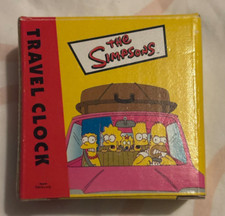 TRAVEL CLOCK
THE
SIMPSONS